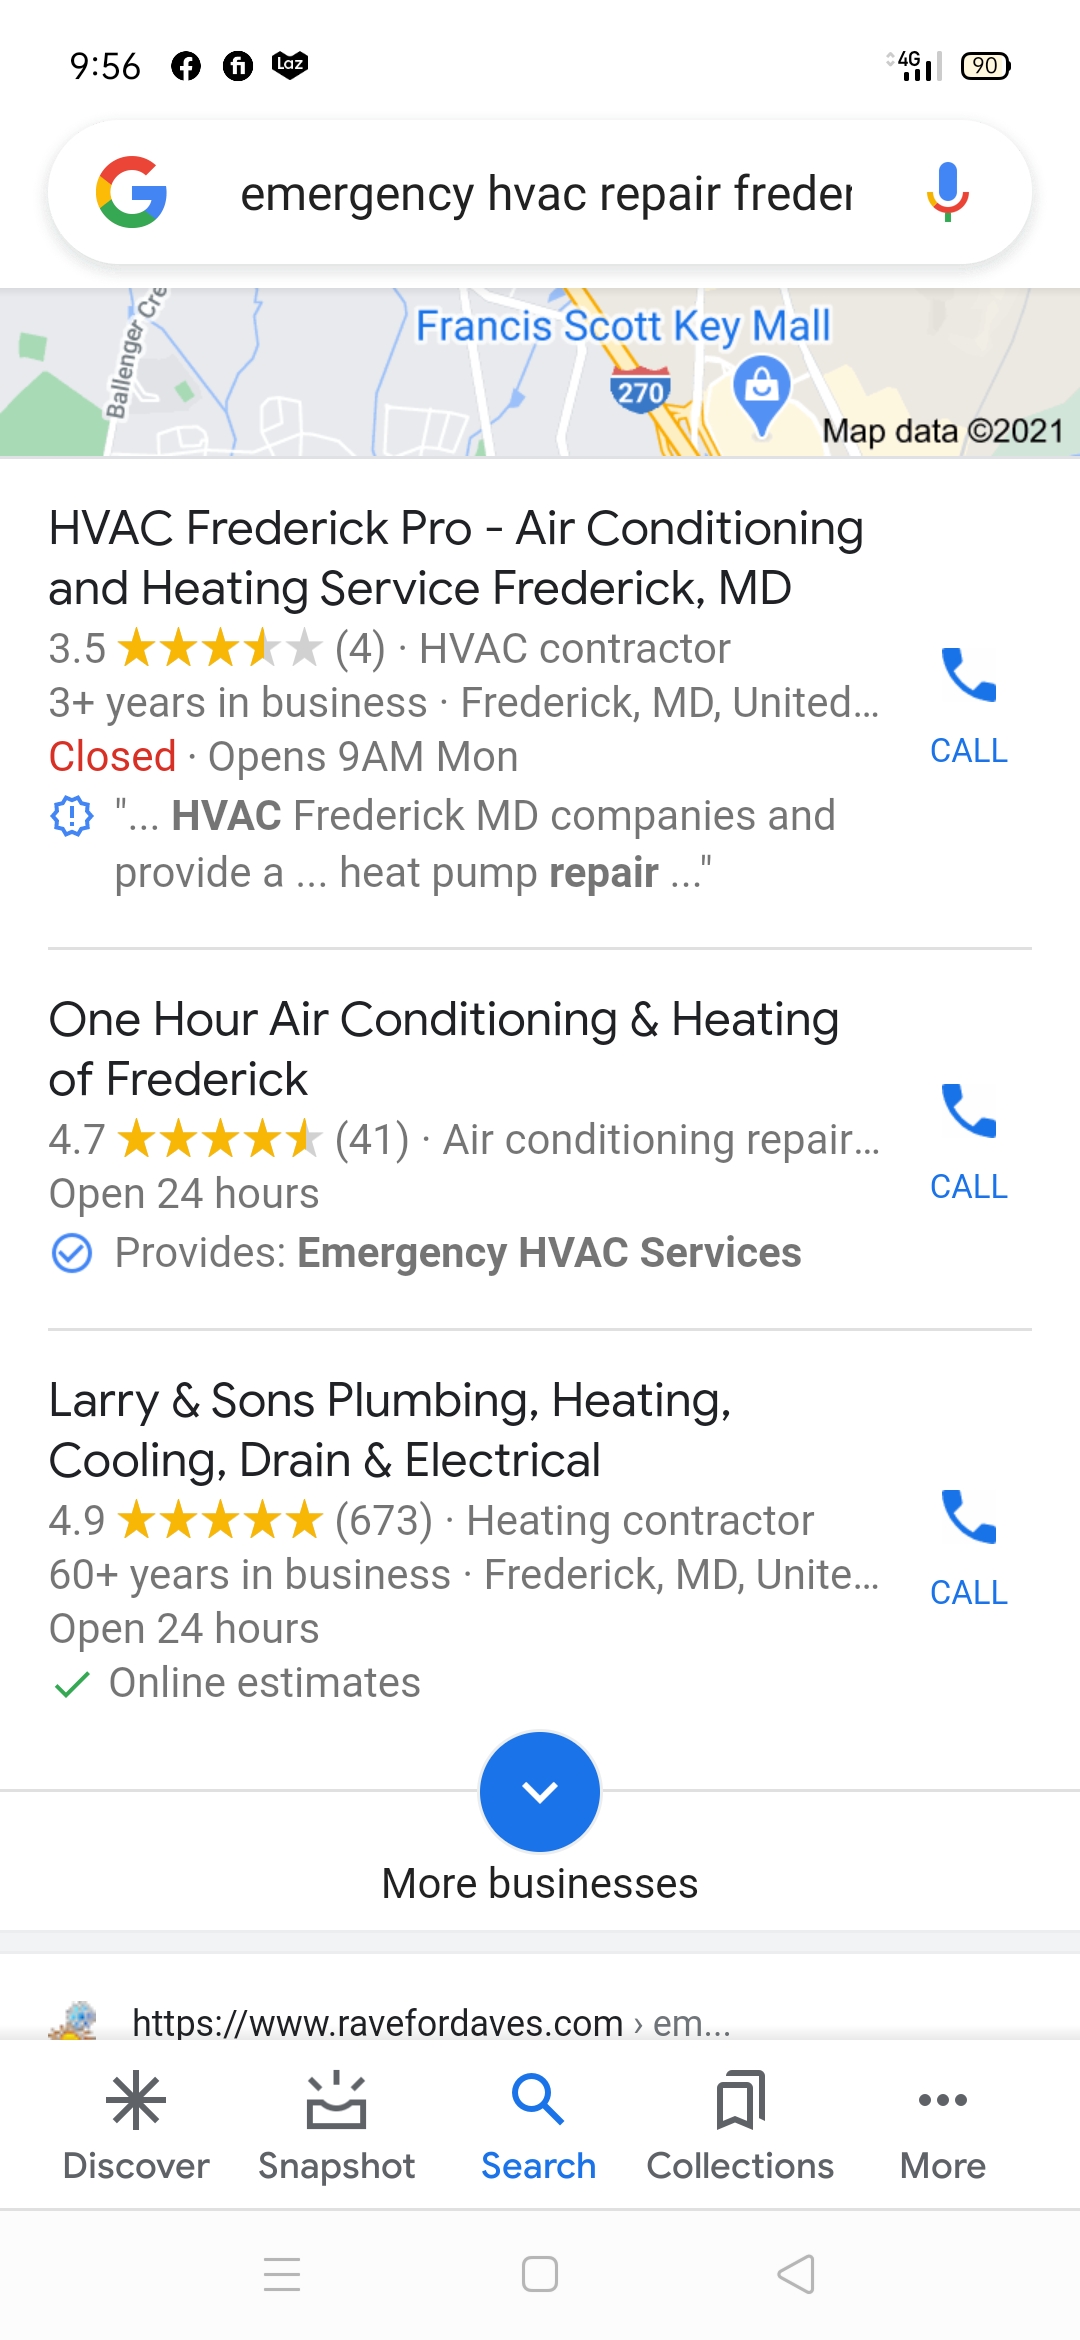 9:56
Laz
4G
90
emergency hvac repair freder
Ballenger Cre
Francis Scott Key Mall
270
Map data ©2021
HVAC Frederick Pro - Air Conditioning
and Heating Service Frederick, MD
3.5 (4) · HVAC contractor
3+ years in business · Frederick, MD, United...
Closed · Opens 9AM Mon
CALL
"... HVAC Frederick MD companies and
provide a ... heat pump repair ..."
One Hour Air Conditioning & Heating
of Frederick
4.7 (41) · Air conditioning repair...
Open 24 hours
CALL
Provides: Emergency HVAC Services
Larry & Sons Plumbing, Heating,
Cooling, Drain & Electrical
4.9 (673) · Heating contractor
60+ years in business · Frederick, MD, Unite...
CALL
Open 24 hours
Online estimates
More businesses
https://www.ravefordaves.com › em...
Discover Snapshot Search Collections More